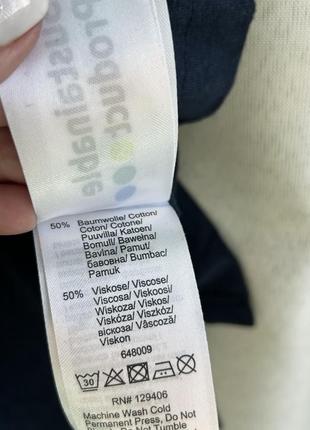 sustainable
product
50% Baumwolle/ Cotton/
Coton/ Cotone/
Puuvilla/ Katoen/
Bomull/ Bawełna/
Bavlna/ Pamut/
бавовна/ Bumbac/
Pamuk
50% Viskose/ Viscose/
Viscosa/ Viskoosi/
Wiskoza/ Viskos/
Viskóza/ Viszkóz/
віскоза/ Vâscoză/
Viskon
648009
30
RN# 129406
Machine Wash Cold
Permanent Press, Do Not